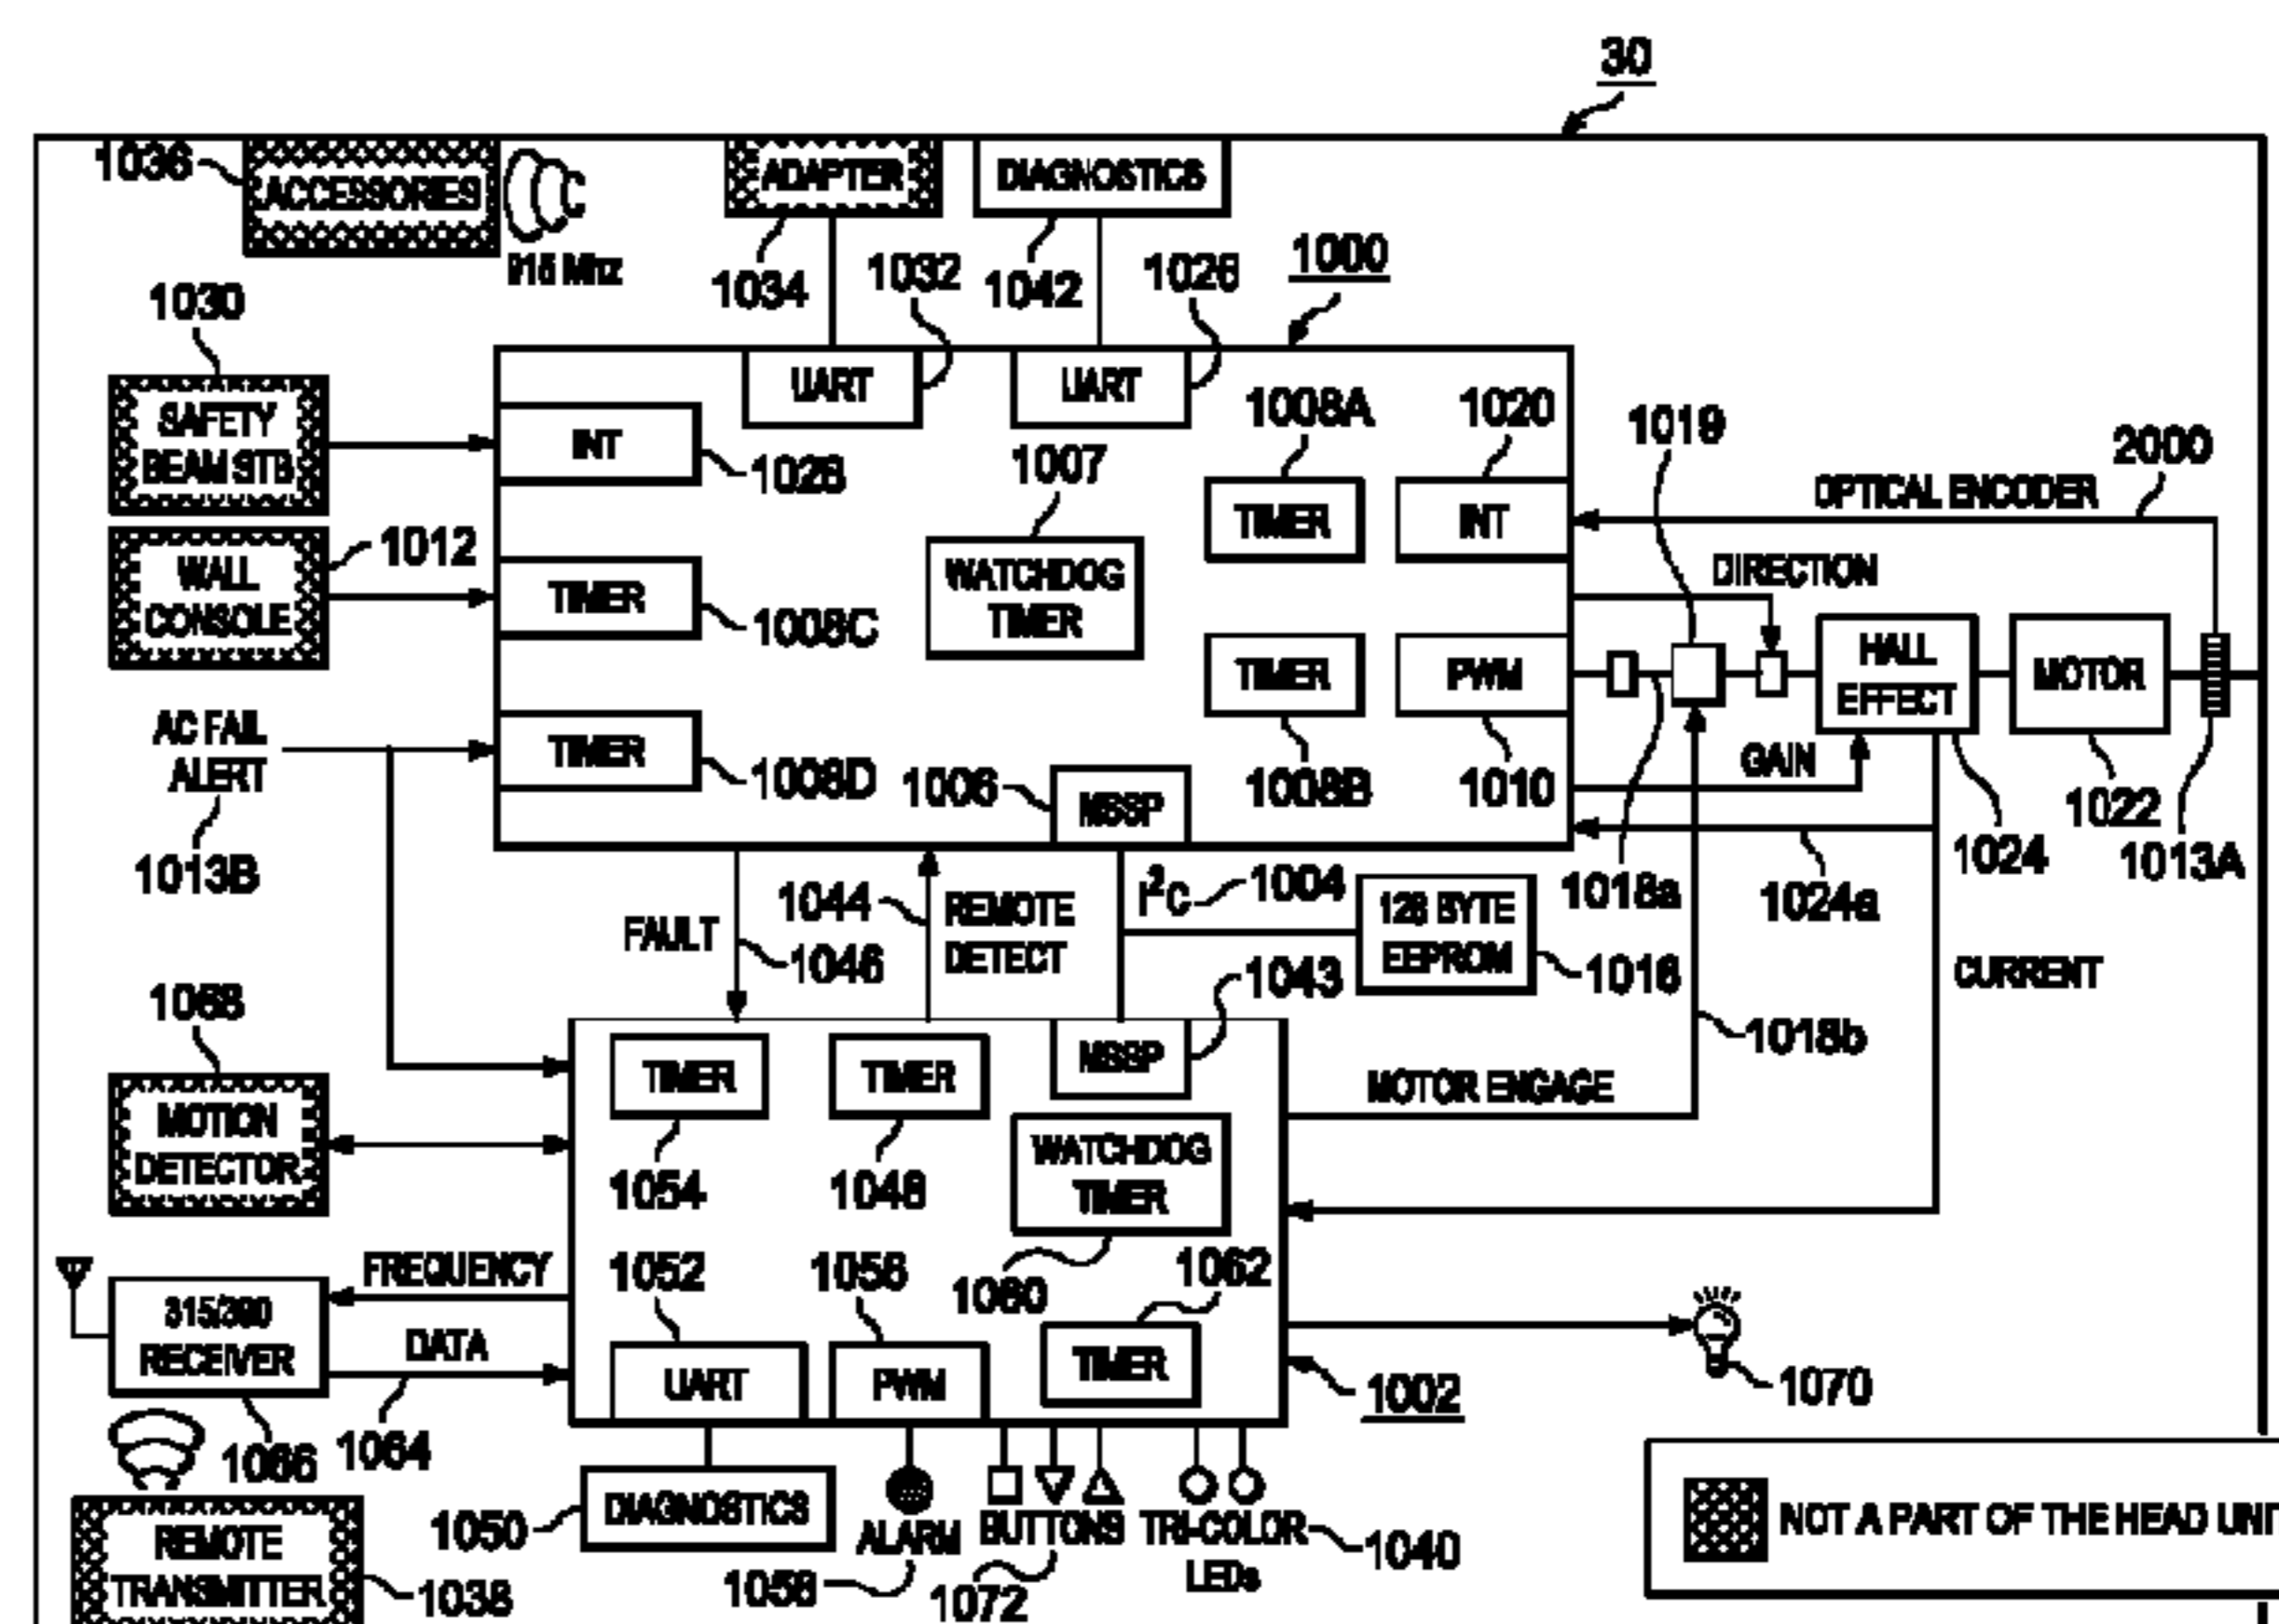 30
1036
ACCESSORIES
915 Mhz
ADAPTER
DIAGNOSTICS
1034
1032
1042
1026
1000
1030
SAFETY
BEAM STB
UART
UART
INT
1028
1008A
1020
1019
2000
OPTICAL ENCODER
1007
TIMER
INT
1012
WALL
CONSOLE
TIMER
1008C
WATCHDOG
TIMER
DIRECTION
TIMER
PWM
HALL
EFFECT
MOTOR
AC FAIL
ALERT
TIMER
1008D
1006
MSSP
1008B
1010
GAIN
1022
1013B
1024
1013A
1018a
1024a
1044
REMOTE
DETECT
I²C
1004
128 BYTE
EEPROM
1016
FAULT
1046
1043
CURRENT
1068
1018b
MOTION
DETECTOR
TIMER
TIMER
MSSP
MOTOR ENGAGE
1054
1048
WATCHDOG
TIMER
FREQUENCY
1052
1060
1062
315/390
RECEIVER
DATA
UART
PWM
TIMER
1002
1070
1066
1064
1050
DIAGNOSTICS
ALARM
BUTTONS
TRI-COLOR
LEDs
1040
1072
REMOTE
TRANSMITTER
1038
NOT A PART OF THE HEAD UNI